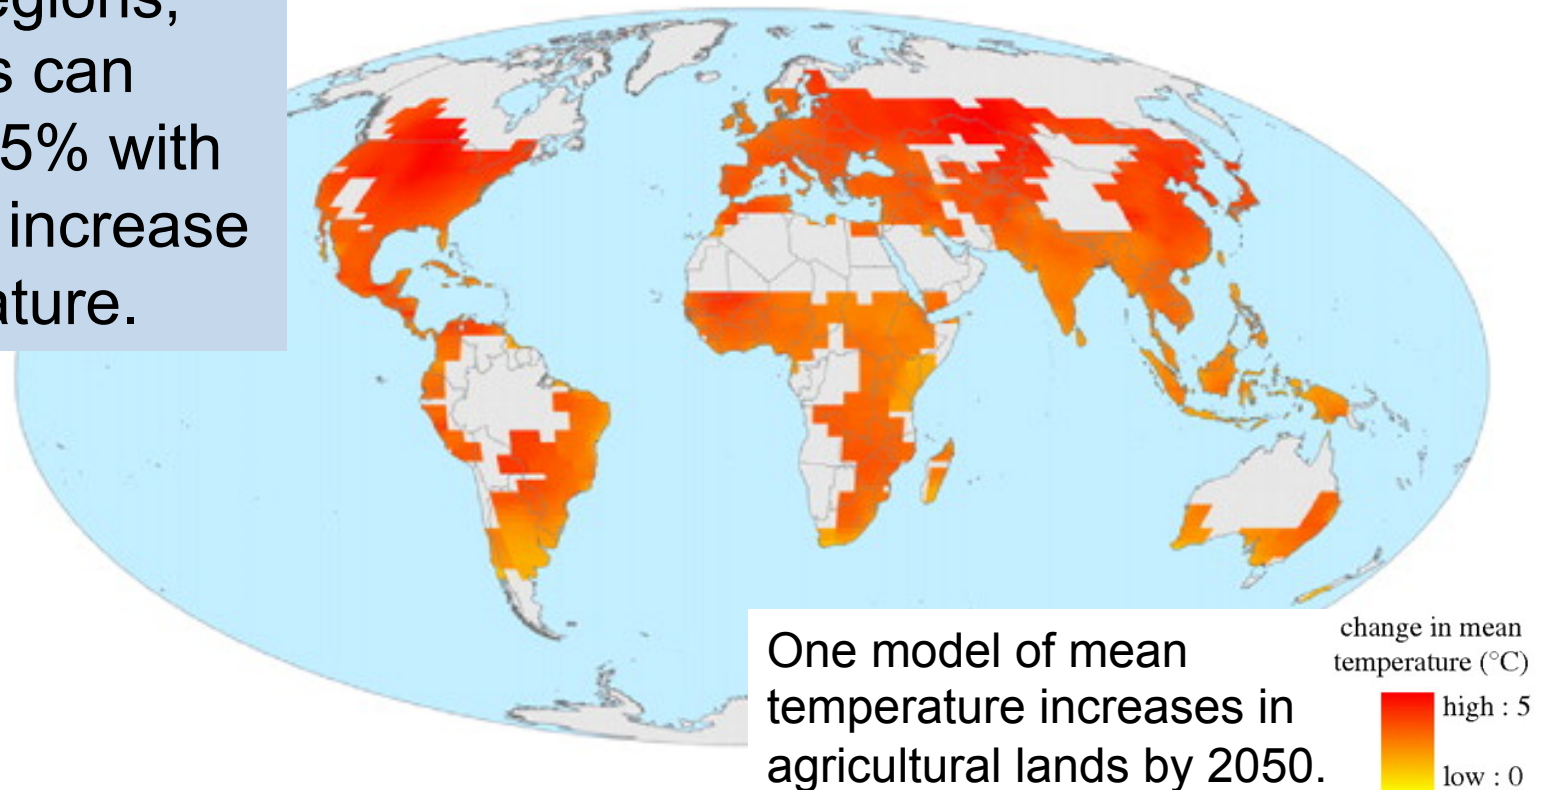 s can
5% with
increase
ature.
One model of mean
temperature increases in
agricultural lands by 2050.
change in mean
temperature (°C)
high : 5
low : 0